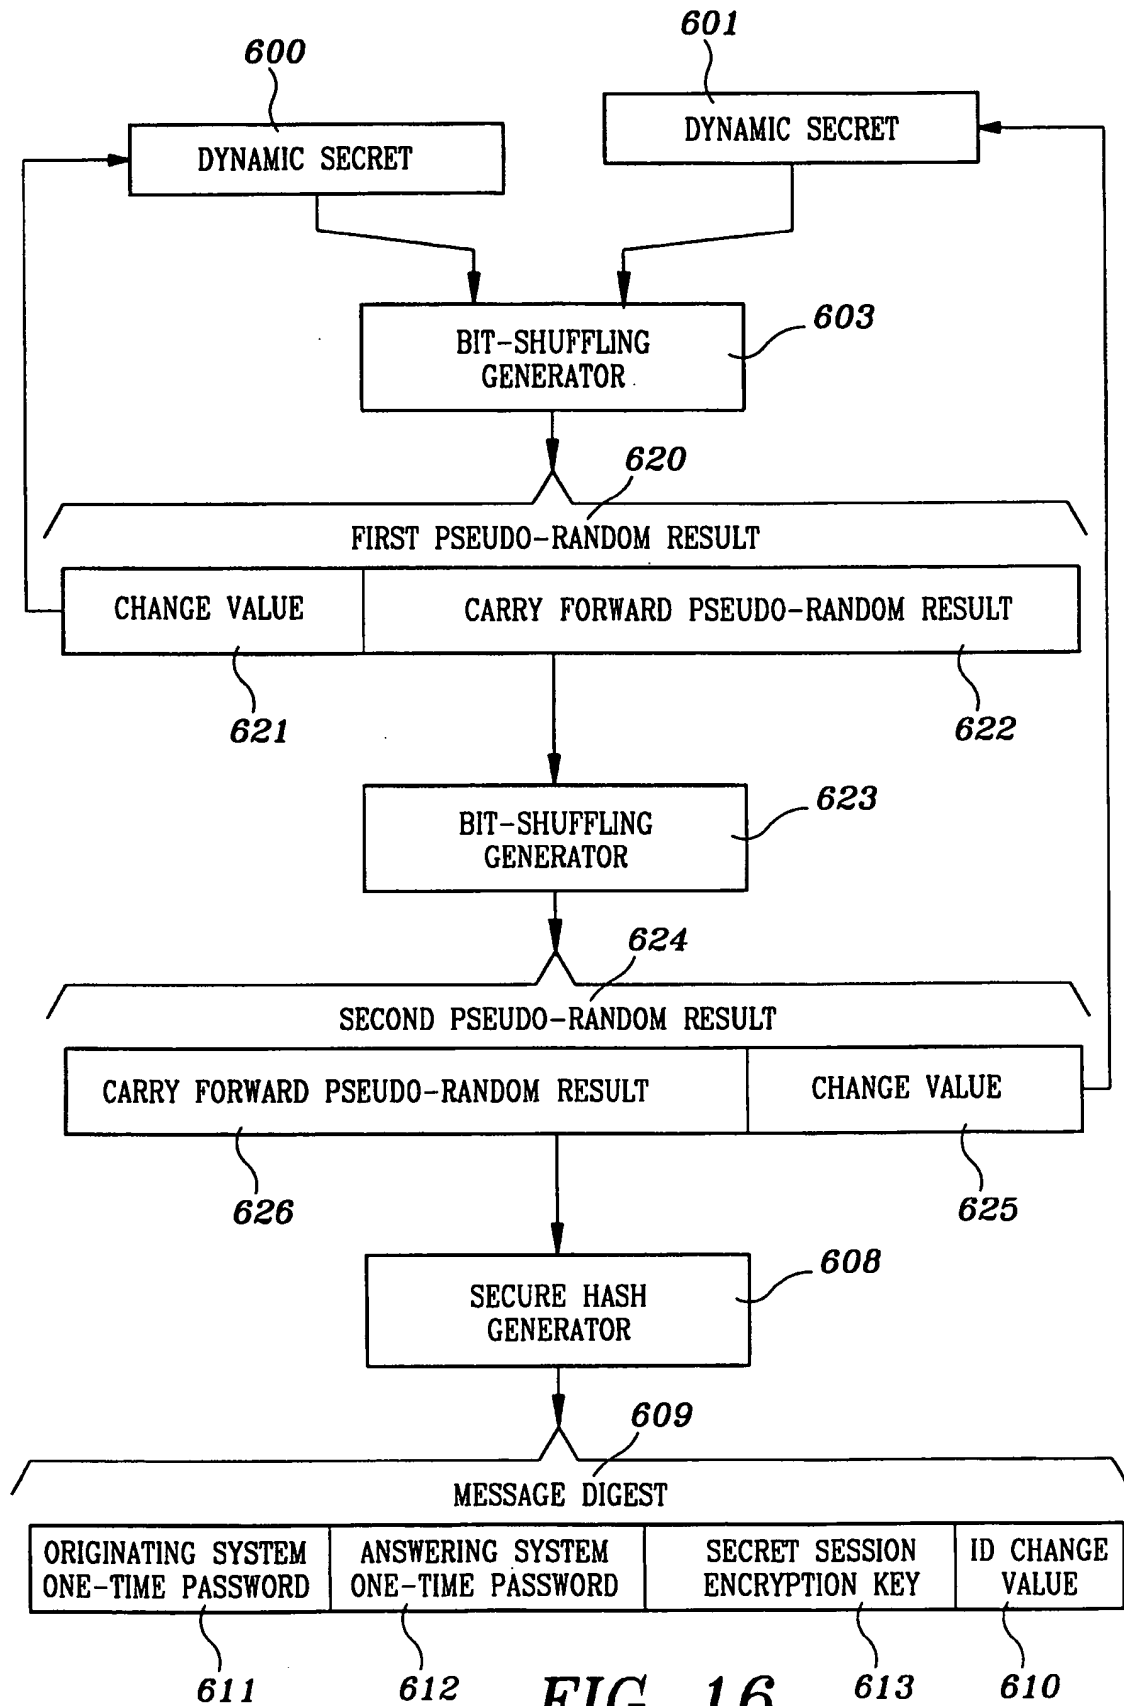 600
601
DYNAMIC SECRET
DYNAMIC SECRET
BIT-SHUFFLING
GENERATOR
603
620
FIRST PSEUDO-RANDOM RESULT
CHANGE VALUE
CARRY FORWARD PSEUDO-RANDOM RESULT
621
622
BIT-SHUFFLING
GENERATOR
623
624
SECOND PSEUDO-RANDOM RESULT
CARRY FORWARD PSEUDO-RANDOM RESULT
CHANGE VALUE
626
625
SECURE HASH
GENERATOR
608
609
MESSAGE DIGEST
ORIGINATING SYSTEM
ONE-TIME PASSWORD
ANSWERING SYSTEM
ONE-TIME PASSWORD
SECRET SESSION
ENCRYPTION KEY
ID CHANGE
VALUE
611
612
613
610
FIG. 16